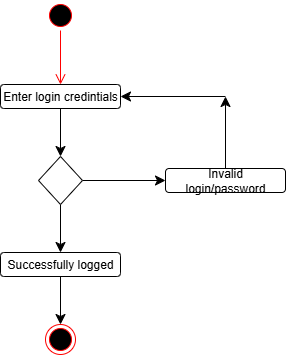 Enter login credintials
Invalid
login/password
Successfully logged